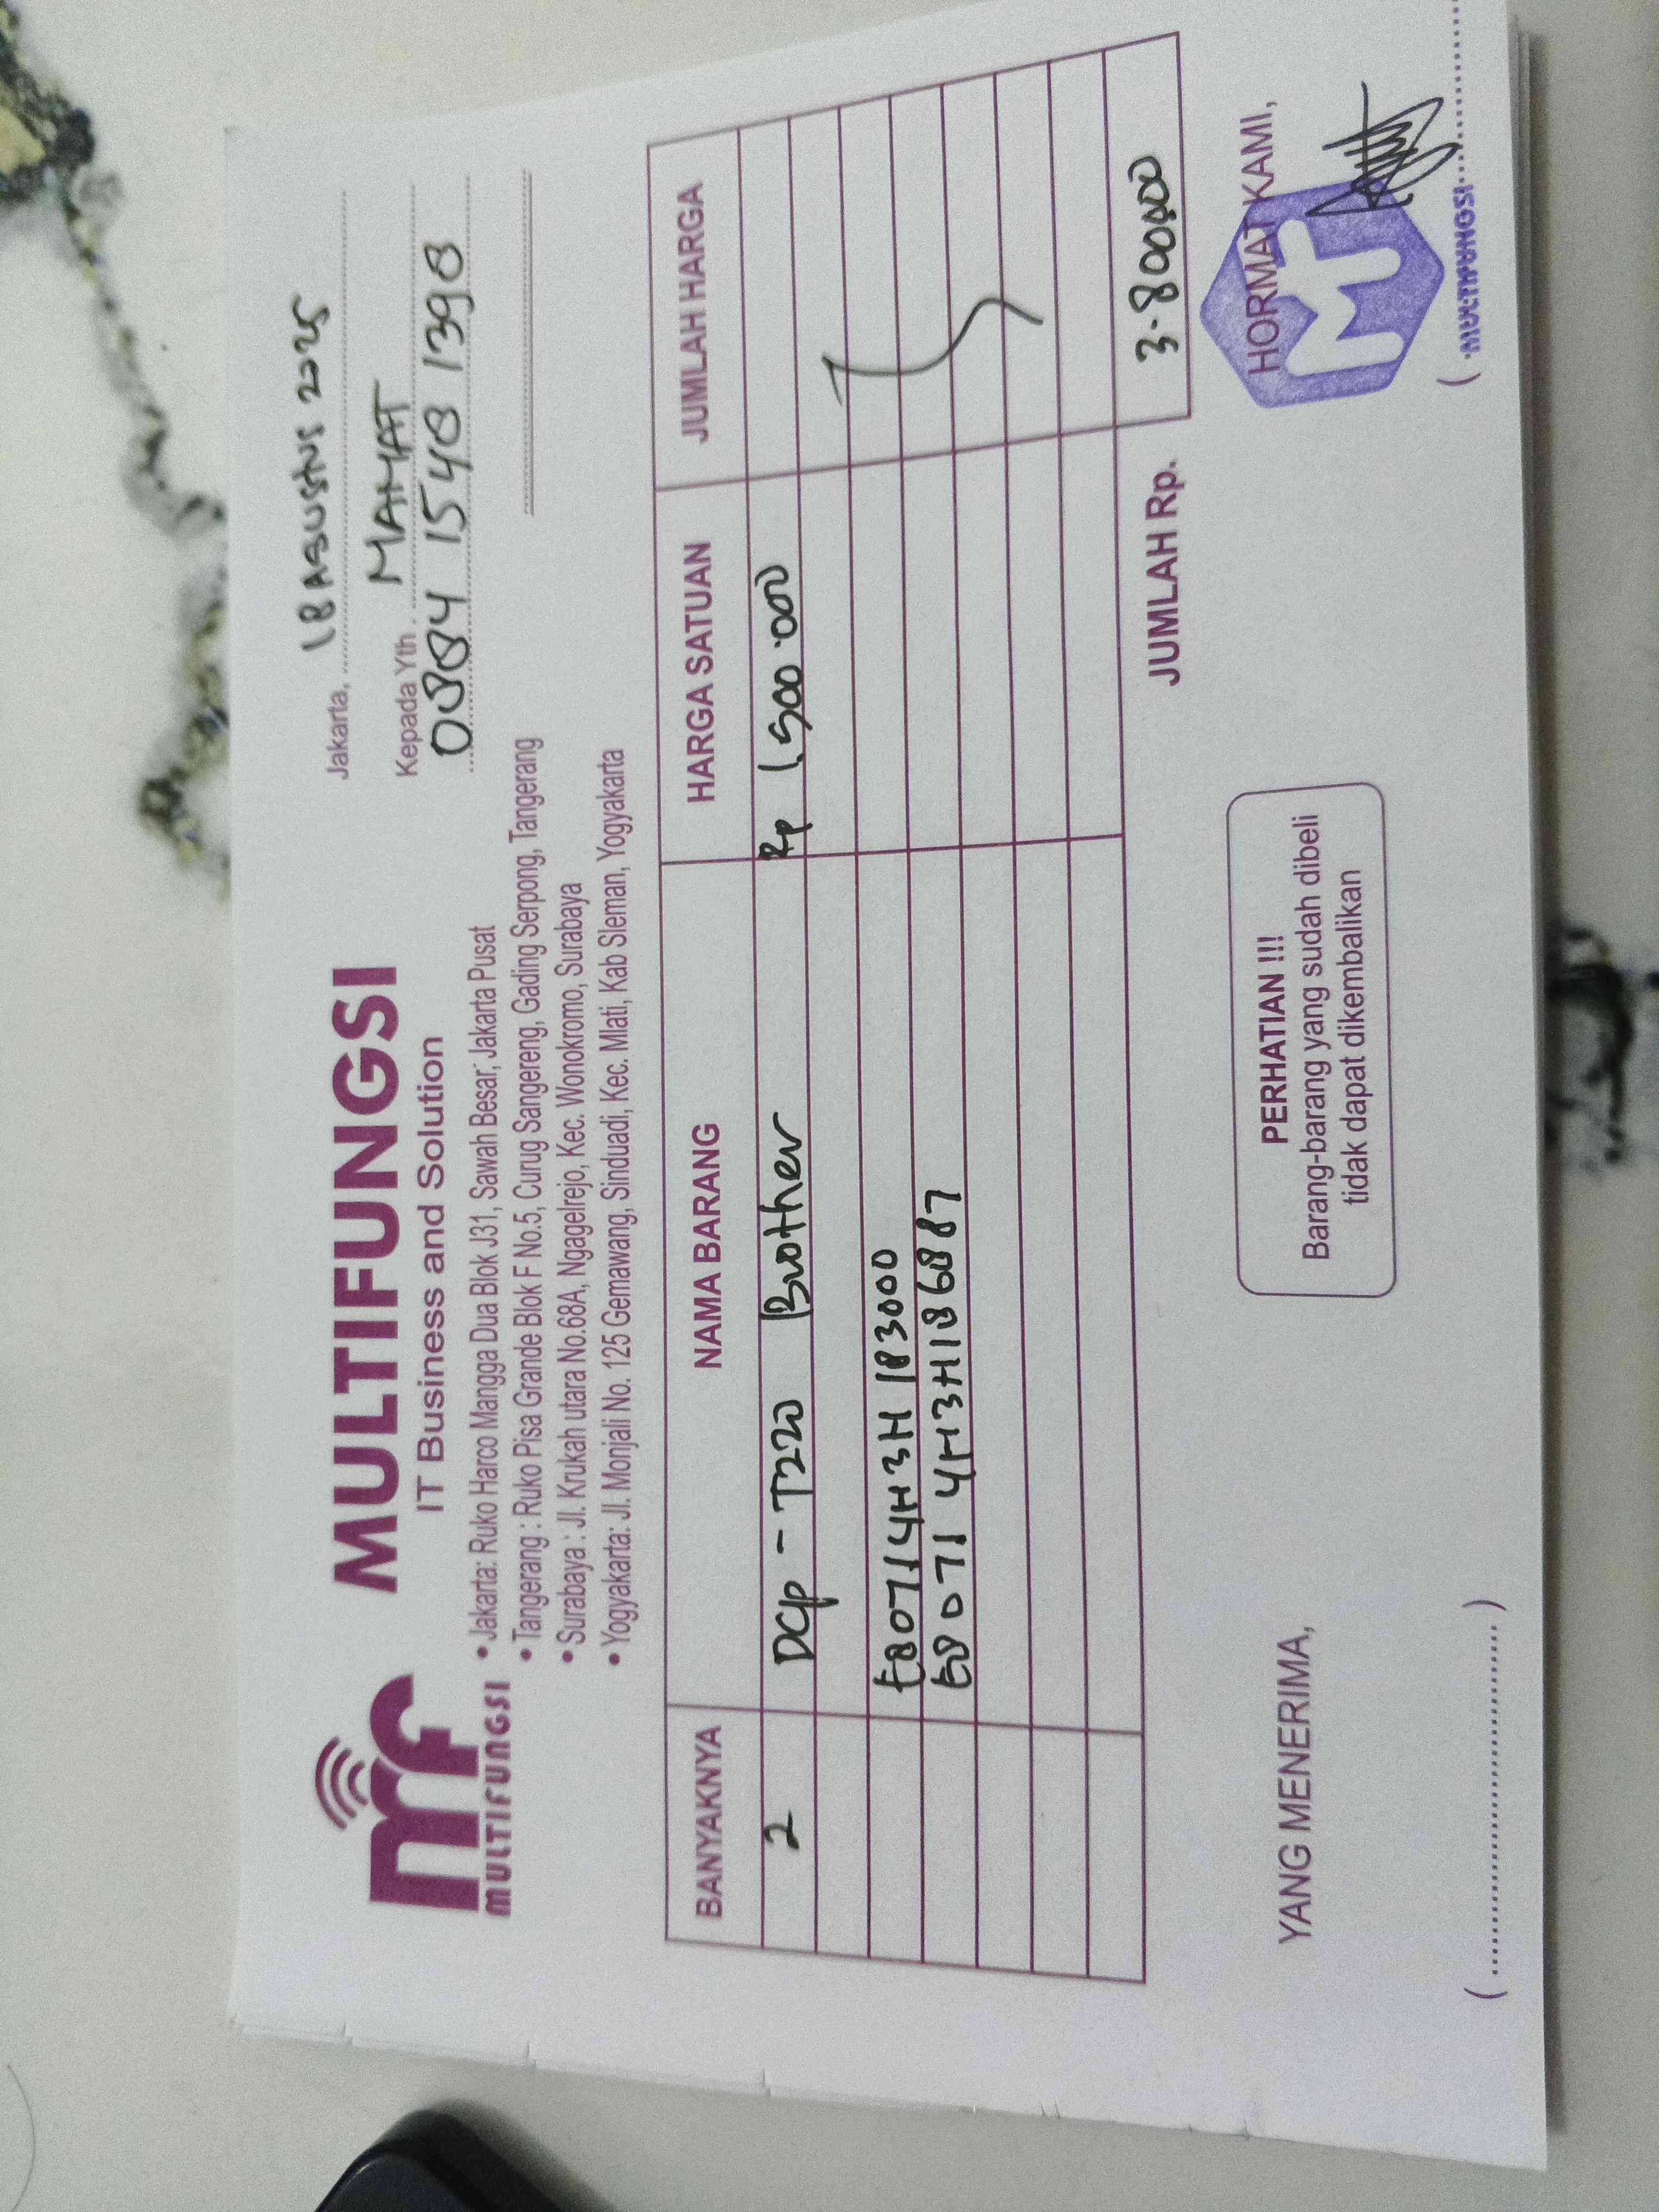 MULTIFUNGSI
IT Business and Solution
MULTIFUNGSI
• Jakarta: Ruko Harco Mangga Dua Blok J31, Sawah Besar, Jakarta Pusat
• Tangerang : Ruko Pisa Grande Blok F No.5, Curug Sangereng, Gading Serpong, Tangerang
• Surabaya : Jl. Krukah utara No.68A, Ngagelrejo, Kec. Wonokromo, Surabaya
• Yogyakarta: Jl. Monjali No. 125 Gemawang, Sinduadi, Kec. Mlati, Kab Sleman, Yogyakarta
Jakarta, 18 AGUSTUS 2025
Kepada Yth. MAMAT
0884 1548 1398
BANYAKNYA NAMA BARANG HARGA SATUAN JUMLAH HARGA
2 DCP - T220 Brother Rp 1.900.000
E80714H3H183000
E80714H3H186887
JUMLAH Rp. 3.800.000
YANG MENERIMA,
PERHATIAN !!!
Barang-barang yang sudah dibeli
tidak dapat dikembalikan
HORMAT KAMI,
MULTIFUNGSI